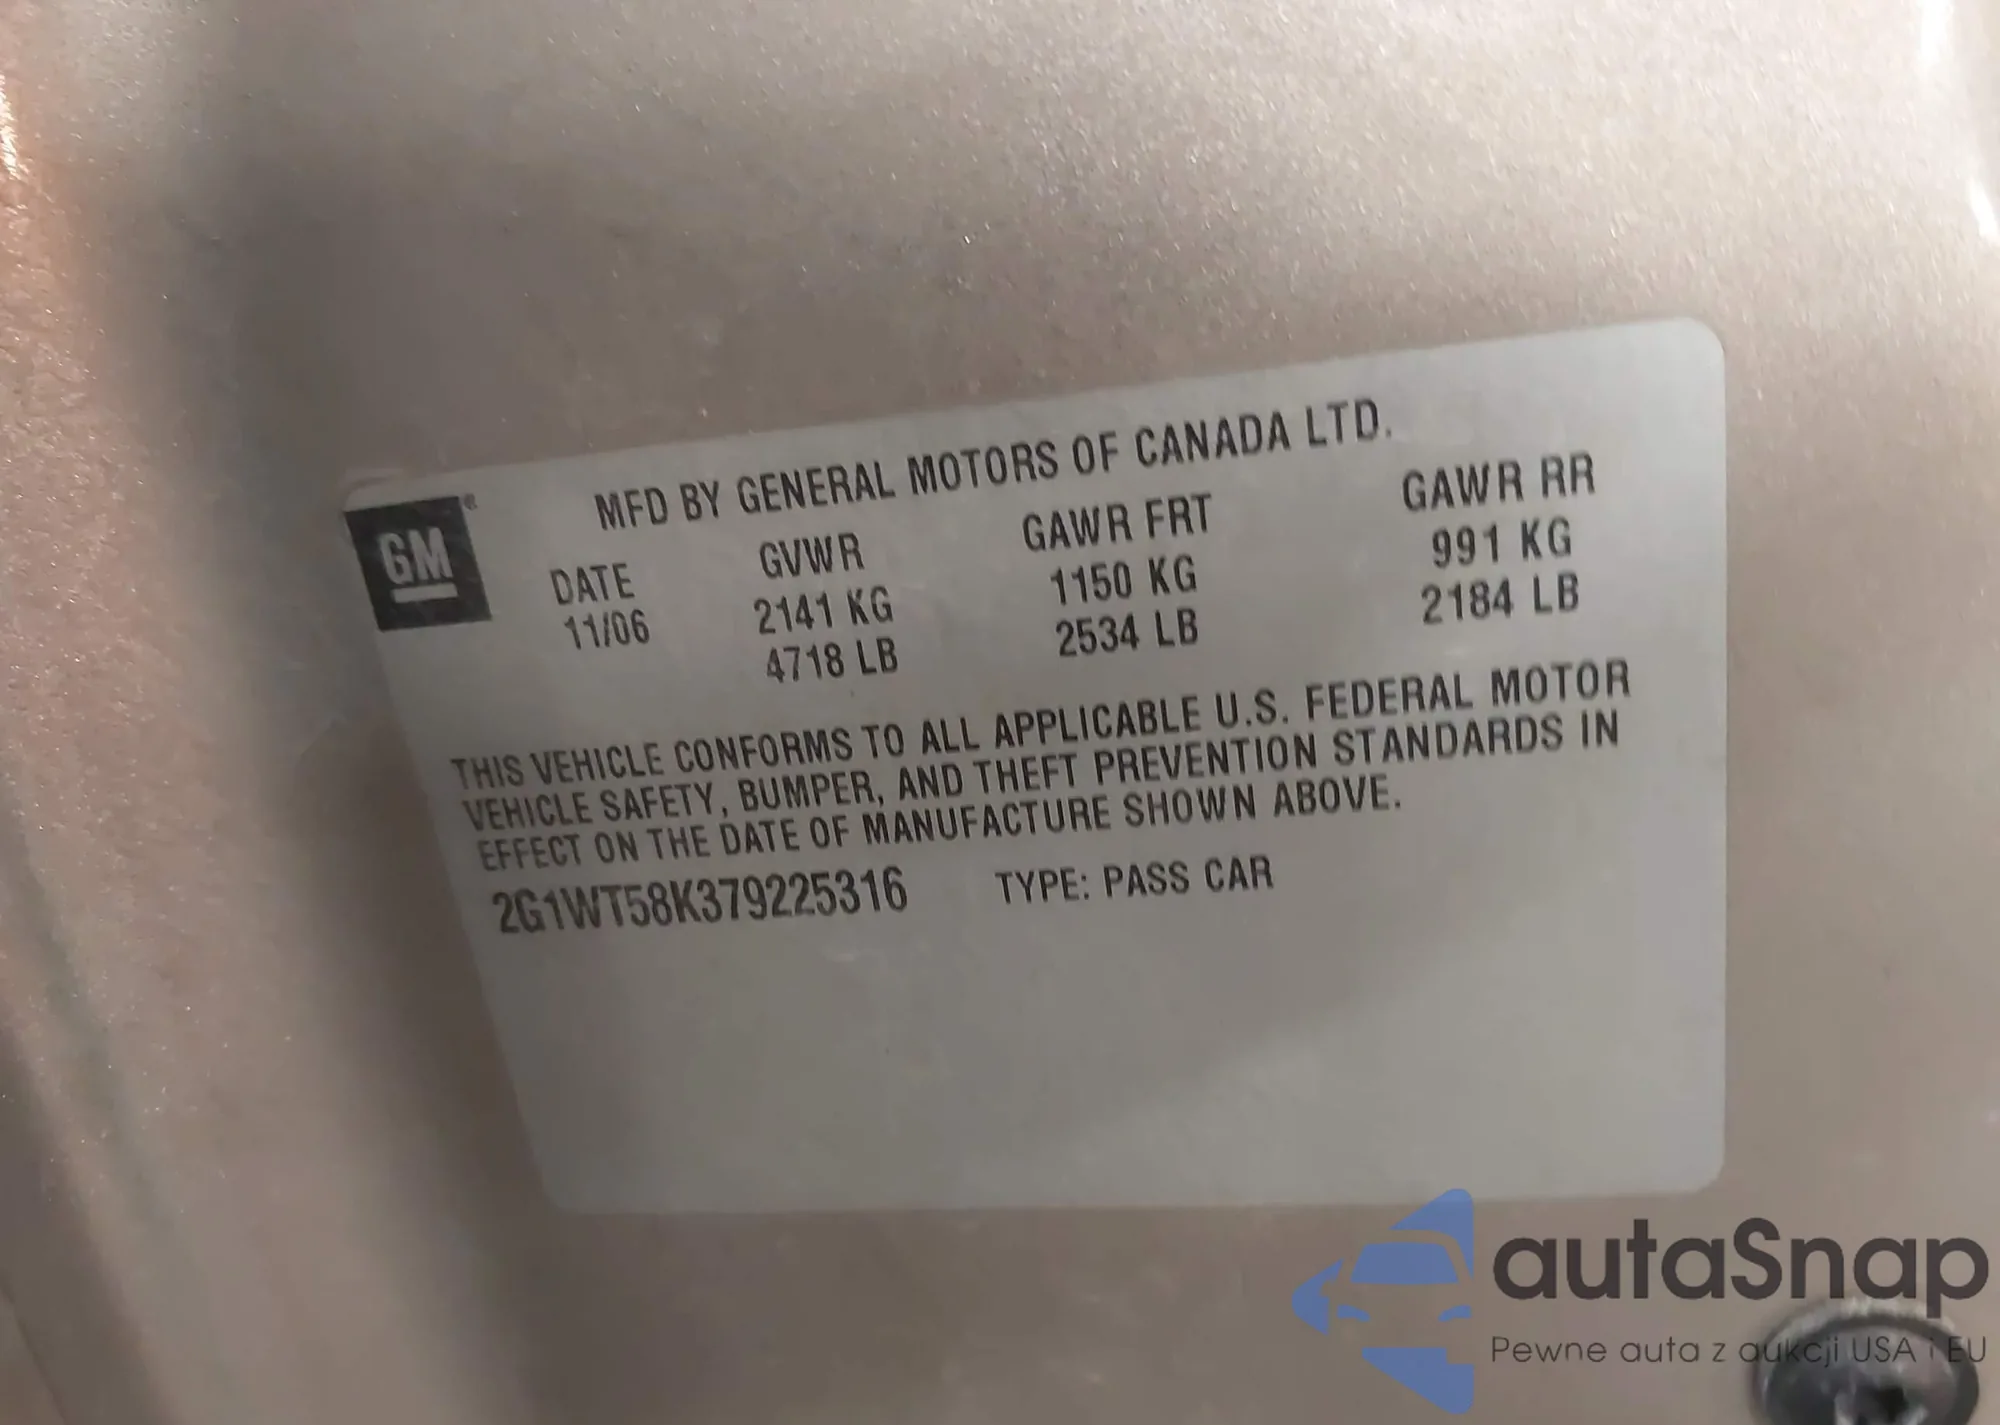 GM®
MFD BY GENERAL MOTORS OF CANADA LTD.
DATE GVWR GAWR FRT GAWR RR
11/06 2141 KG 1150 KG 991 KG
4718 LB 2534 LB 2184 LB
THIS VEHICLE CONFORMS TO ALL APPLICABLE U.S. FEDERAL MOTOR
VEHICLE SAFETY, BUMPER, AND THEFT PREVENTION STANDARDS IN
EFFECT ON THE DATE OF MANUFACTURE SHOWN ABOVE.
2G1WT58K379225316 TYPE: PASS CAR
autaSnap
Pewne auta z aukcji USA i EU